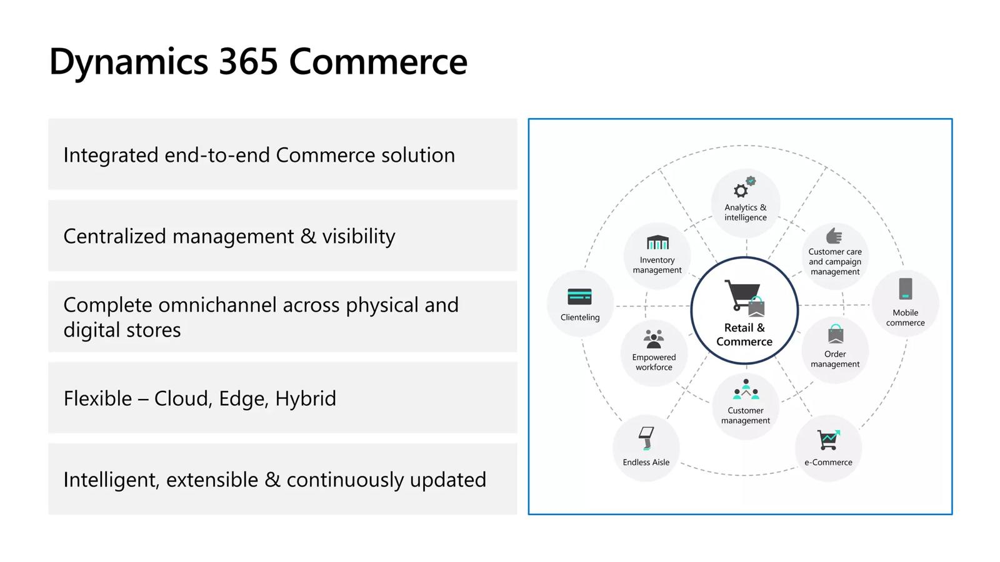 Dynamics 365 Commerce
Integrated end-to-end Commerce solution
Centralized management & visibility
Complete omnichannel across physical and
digital stores
Flexible – Cloud, Edge, Hybrid
Intelligent, extensible & continuously updated
Analytics &
intelligence
Inventory
management
Customer care
and campaign
management
Clienteling
Retail &
Commerce
Mobile
commerce
Empowered
workforce
Order
management
Customer
management
Endless Aisle
e-Commerce